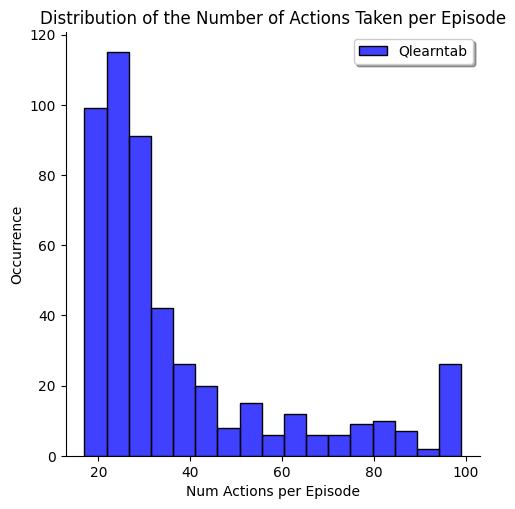 Distribution of the Number of Actions Taken per Episode
Qlearntab
120
100
80
60
40
20
0
Occurrence
20 40 60 80 100
Num Actions per Episode